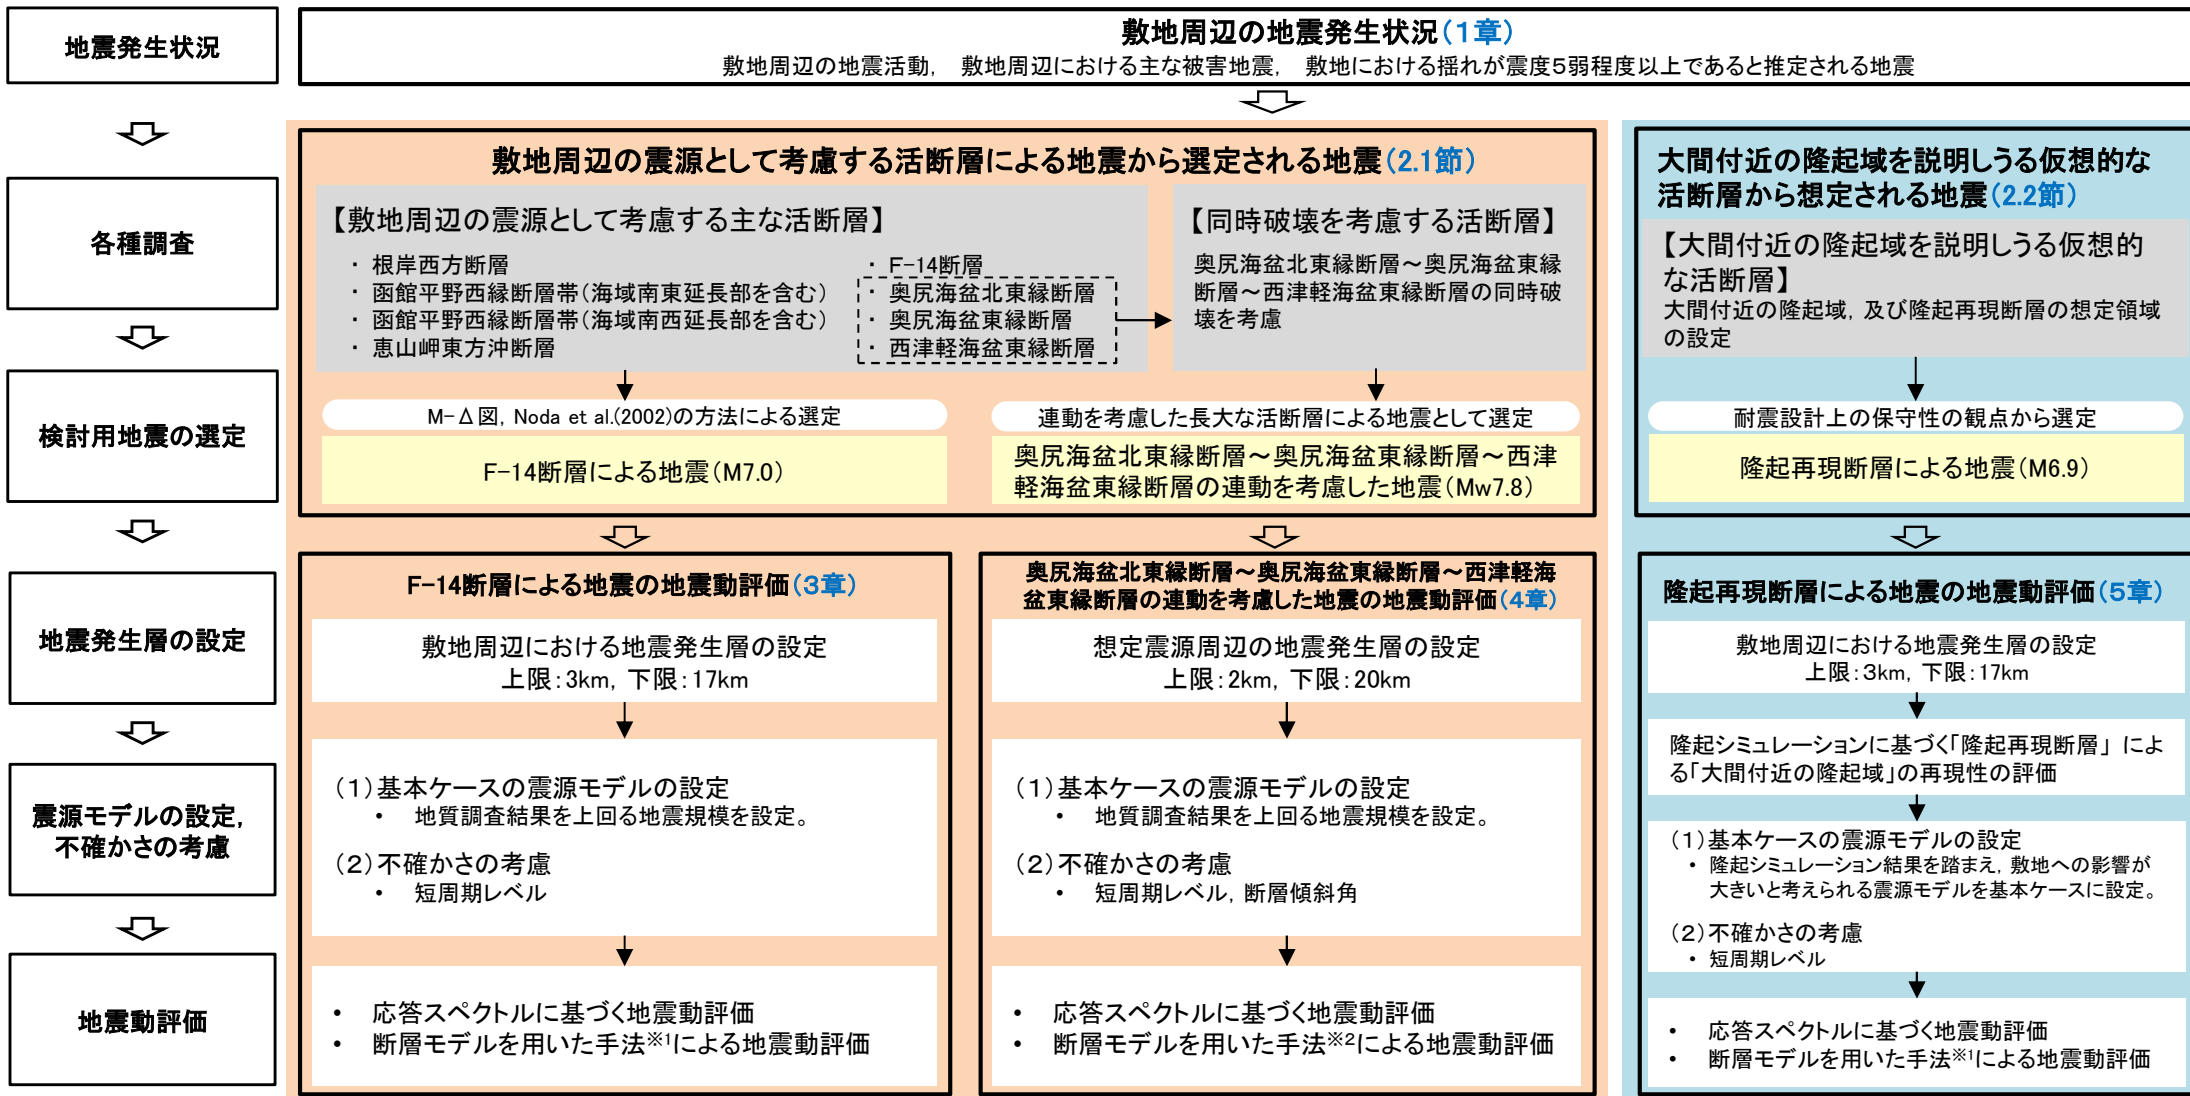 地震発生状況
敷地周辺の地震発生状況(1章)
敷地周辺の地震活動, 敷地周辺における主な被害地震, 敷地における揺れが震度5弱程度以上であると推定される地震
各種調査
検討用地震の選定
地震発生層の設定
震源モデルの設定,
不確かさの考慮
地震動評価
敷地周辺の震源として考慮する活断層による地震から選定される地震(2.1節)
【敷地周辺の震源として考慮する主な活断層】
・ 根岸西方断層
・ 函館平野西縁断層帯(海域南東延長部を含む)
・ 函館平野西縁断層帯(海域南西延長部を含む)
・ 恵山岬東方沖断層
・ F-14断層
・ 奥尻海盆北東縁断層
・ 奥尻海盆東縁断層
・ 西津軽海盆東縁断層
【同時破壊を考慮する活断層】
奥尻海盆北東縁断層~奥尻海盆東縁
断層~西津軽海盆東縁断層の同時破
壊を考慮
M-Δ図, Noda et al.(2002)の方法による選定
F-14断層による地震(M7.0)
連動を考慮した長大な活断層による地震として選定
奥尻海盆北東縁断層~奥尻海盆東縁断層~西津
軽海盆東縁断層の連動を考慮した地震(Mw7.8)
大間付近の隆起域を説明しうる仮想的な
活断層から想定される地震(2.2節)
【大間付近の隆起域を説明しうる仮想的
な活断層】
大間付近の隆起域, 及び隆起再現断層の想定領域
の設定
耐震設計上の保守性の観点から選定
隆起再現断層による地震(M6.9)
F-14断層による地震の地震動評価(3章)
敷地周辺における地震発生層の設定
上限:3km, 下限:17km
(1)基本ケースの震源モデルの設定
• 地質調査結果を上回る地震規模を設定。
(2)不確かさの考慮
• 短周期レベル
• 応答スペクトルに基づく地震動評価
• 断層モデルを用いた手法※1による地震動評価
奥尻海盆北東縁断層~奥尻海盆東縁断層~西津軽海
盆東縁断層の連動を考慮した地震の地震動評価(4章)
想定震源周辺の地震発生層の設定
上限:2km, 下限:20km
(1)基本ケースの震源モデルの設定
• 地質調査結果を上回る地震規模を設定。
(2)不確かさの考慮
• 短周期レベル, 断層傾斜角
• 応答スペクトルに基づく地震動評価
• 断層モデルを用いた手法※2による地震動評価
隆起再現断層による地震の地震動評価(5章)
敷地周辺における地震発生層の設定
上限:3km, 下限:17km
隆起シミュレーションに基づく「隆起再現断層」によ
る「大間付近の隆起域」の再現性の評価
(1)基本ケースの震源モデルの設定
• 隆起シミュレーション結果を踏まえ, 敷地への影響が
大きいと考えられる震源モデルを基本ケースに設定。
(2)不確かさの考慮
• 短周期レベル
• 応答スペクトルに基づく地震動評価
• 断層モデルを用いた手法※1による地震動評価